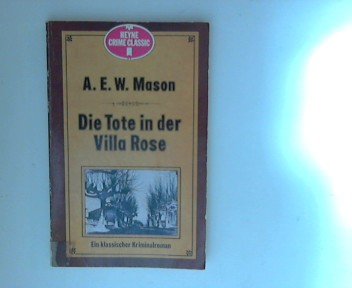 HEYNE
CRIME CLASSIC
A. E. W. Mason
Die Tote in der
Villa Rose
Ein klassischer Kriminalroman